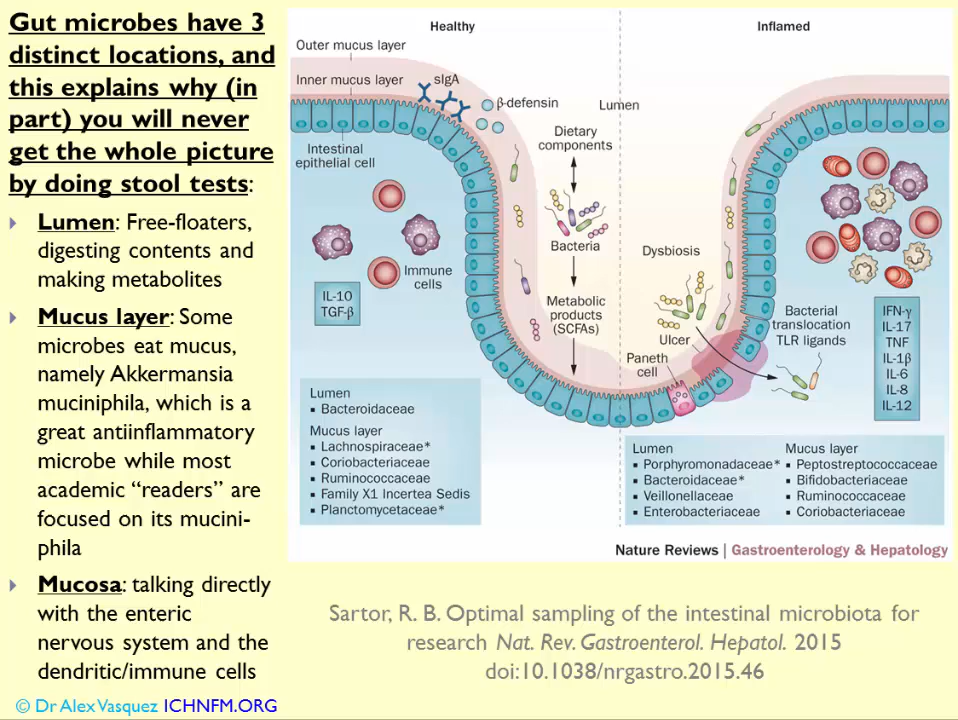 Gut microbes have 3
distinct locations, and
this explains why (in
part) you will never
get the whole picture
by doing stool tests:
Lumen: Free-floaters,
digesting contents and
making metabolites
Mucus layer: Some
microbes eat mucus,
namely Akkermansia
muciniphila, which is a
great antiinflammatory
microbe while most
academic “readers” are
focused on its mucini-
phila
Mucosa: talking directly
with the enteric
nervous system and the
dendritic/immune cells
© Dr Alex Vasquez ICHNFM.ORG
Healthy
Inflamed
Outer mucus layer
Inner mucus layer
sIgA
β-defensin
Lumen
Intestinal
epithelial cell
Dietary
components
Bacteria
Immune
cells
IL-10
TGF-β
Metabolic
products
(SCFAs)
Dysbiosis
Ulcer
Paneth
cell
Bacterial
translocation
TLR ligands
IFN-γ
IL-17
TNF
IL-1β
IL-6
IL-8
IL-12
Lumen
▪ Bacteroidaceae
Mucus layer
▪ Lachnospiraceae*
▪ Coriobacteriaceae
▪ Ruminococcaceae
▪ Family X1 Incertea Sedis
▪ Planctomycetaceae*
Lumen
▪ Porphyromonadaceae*
▪ Bacteroidaceae*
▪ Veillonellaceae
▪ Enterobacteriaceae
Mucus layer
▪ Peptostreptococcaceae
▪ Bifidobacteriaceae
▪ Ruminococcaceae
▪ Coriobacteriaceae
Nature Reviews | Gastroenterology & Hepatology
Sartor, R. B. Optimal sampling of the intestinal microbiota for
research Nat. Rev. Gastroenterol. Hepatol. 2015
doi:10.1038/nrgastro.2015.46